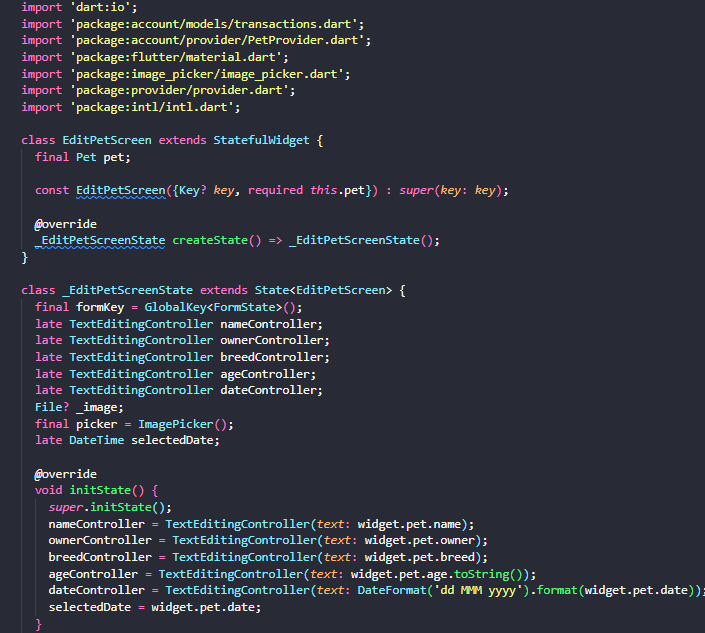 import 'dart:io';
import 'package:account/models/transactions.dart';
import 'package:account/provider/PetProvider.dart';
import 'package:flutter/material.dart';
import 'package:image_picker/image_picker.dart';
import 'package:provider/provider.dart';
import 'package:intl/intl.dart';

class EditPetScreen extends StatefulWidget {
  final Pet pet;

  const EditPetScreen({Key? key, required this.pet}) : super(key: key);

  @override
  _EditPetScreenState createState() => _EditPetScreenState();
}

class _EditPetScreenState extends State<EditPetScreen> {
  final formKey = GlobalKey<FormState>();
  late TextEditingController nameController;
  late TextEditingController ownerController;
  late TextEditingController breedController;
  late TextEditingController ageController;
  late TextEditingController dateController;
  File? _image;
  final picker = ImagePicker();
  late DateTime selectedDate;

  @override
  void initState() {
    super.initState();
    nameController = TextEditingController(text: widget.pet.name);
    ownerController = TextEditingController(text: widget.pet.owner);
    breedController = TextEditingController(text: widget.pet.breed);
    ageController = TextEditingController(text: widget.pet.age.toString());
    dateController = TextEditingController(text: DateFormat('dd MMM yyyy').format(widget.pet.date));
    selectedDate = widget.pet.date;
  }